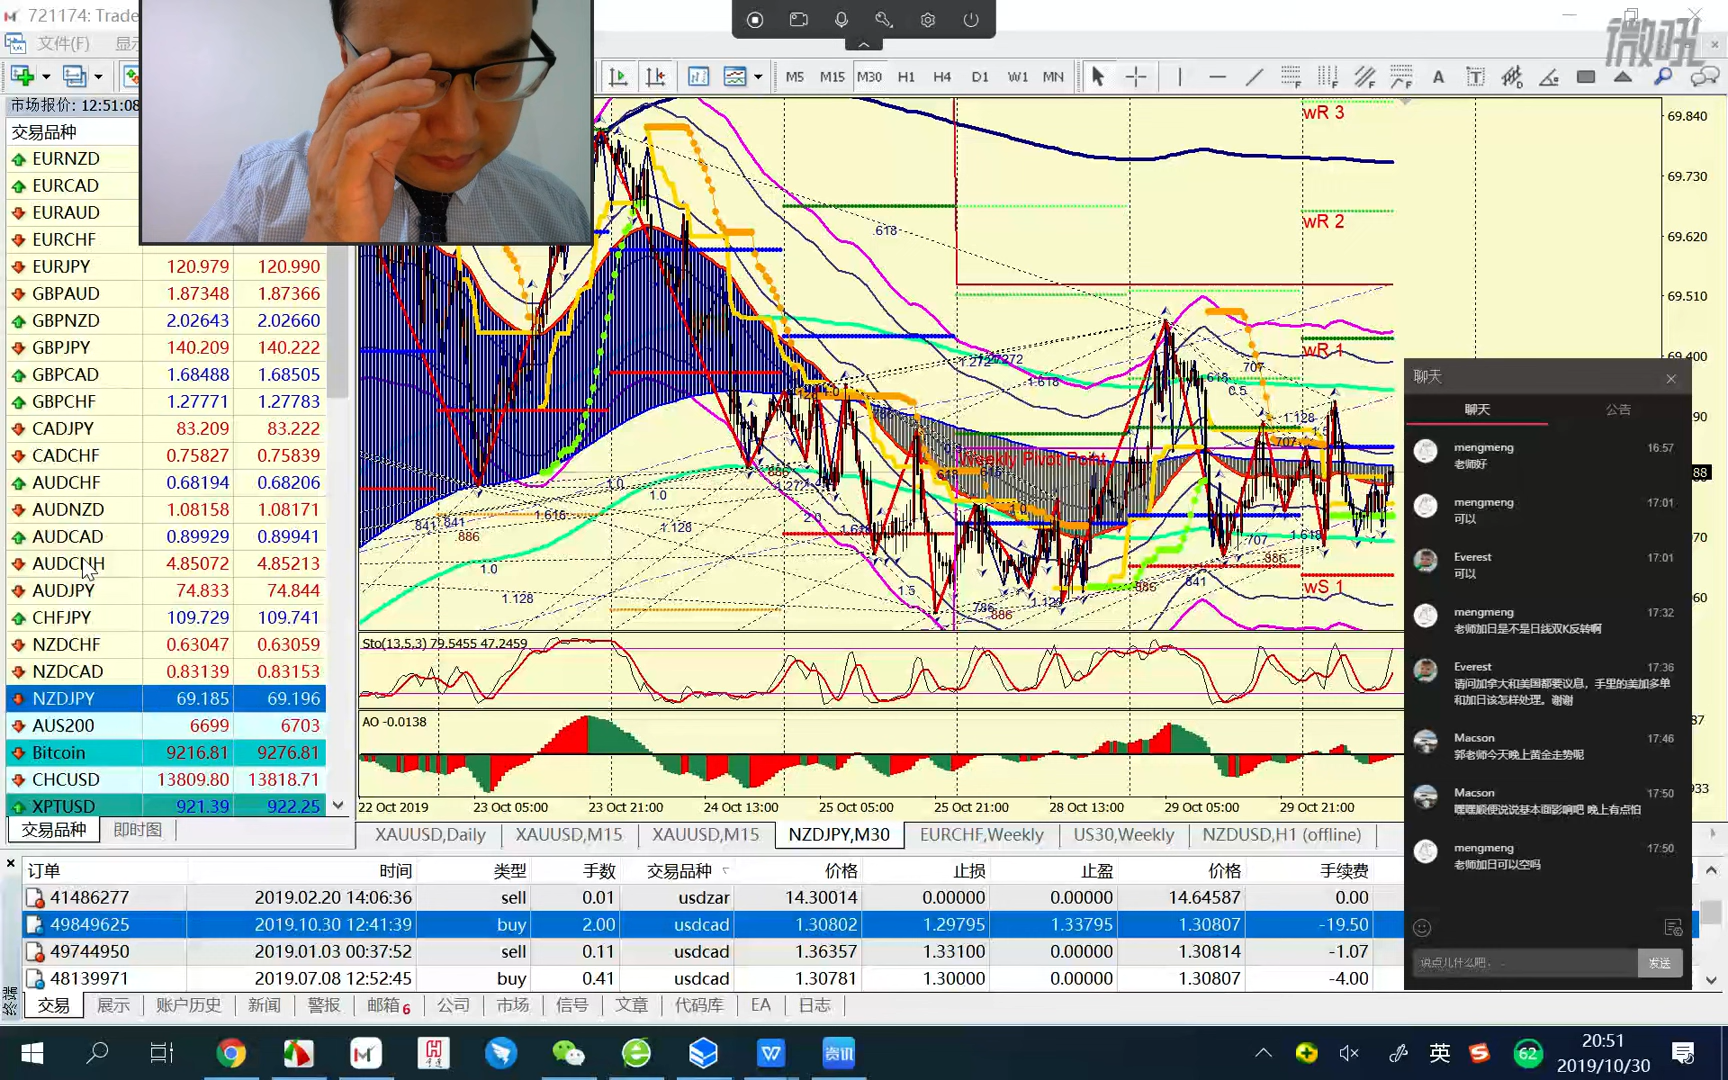 721174: Trade
微吼
文件(F)
M5 M15 M30 H1 H4 D1 W1 MN
市场报价: 12:51:08
交易品种
EURNZD
EURCAD
EURAUD
EURCHF
EURJPY 120.979 120.990
GBPAUD 1.87348 1.87366
GBPNZD 2.02643 2.02660
GBPJPY 140.209 140.222
GBPCAD 1.68488 1.68505
GBPCHF 1.27771 1.27783
CADJPY 83.209 83.222
CADCHF 0.75827 0.75839
AUDCHF 0.68194 0.68206
AUDNZD 1.08158 1.08171
AUDCAD 0.89929 0.89941
AUDCNH 4.85072 4.85213
AUDJPY 74.833 74.844
CHFJPY 109.729 109.741
NZDCHF 0.63047 0.63059
NZDCAD 0.83139 0.83153
NZDJPY 69.185 69.196
AUS200 6699 6703
Bitcoin 9216.81 9276.81
CHCUSD 13809.80 13818.71
XPTUSD 921.39 922.25
交易品种 即时图
wR 3
wR 2
wR 1
Weekly Pivot Point
wS 1
69.840
69.730
69.620
69.510
69.400
Sto(13,5,3) 79.5455 47.2459
AO -0.0138
22 Oct 2019 23 Oct 05:00 23 Oct 21:00 24 Oct 13:00 25 Oct 05:00 25 Oct 21:00 28 Oct 13:00 29 Oct 05:00 29 Oct 21:00
XAUUSD,Daily XAUUSD,M15 XAUUSD,M15 NZDJPY,M30 EURCHF,Weekly US30,Weekly NZDUSD,H1 (offline)
聊天
聊天 公告
mengmeng 16:57
老师好
mengmeng 17:01
可以
Everest 17:01
可以
mengmeng 17:32
老师加日是不是日线双K反转啊
Everest 17:36
请问加拿大和美国都要议息，手里的美加多单
和加日该怎样处理。谢谢
Macson 17:46
郭老师今天晚上黄金走势呢
Macson 17:50
嘿嘿顺便说说基本面影响吧 晚上有点怕
mengmeng 17:50
老师加日可以空吗
说点儿什么吧... 发送
订单 时间 类型 手数 交易品种 价格 止损 止盈 价格 手续费
41486277 2019.02.20 14:06:36 sell 0.01 usdzar 14.30014 0.00000 0.00000 14.64587 0.00
49849625 2019.10.30 12:41:39 buy 2.00 usdcad 1.30802 1.29795 1.33795 1.30807 -19.50
49744950 2019.01.03 00:37:52 sell 0.11 usdcad 1.36357 1.33100 0.00000 1.30814 -1.07
48139971 2019.07.08 12:52:45 buy 0.41 usdcad 1.30781 1.30000 0.00000 1.30807 -4.00
终端
交易 展示 账户历史 新闻 警报 邮箱6 公司 市场 信号 文章 代码库 EA 日志
资讯
英
62
20:51
2019/10/30